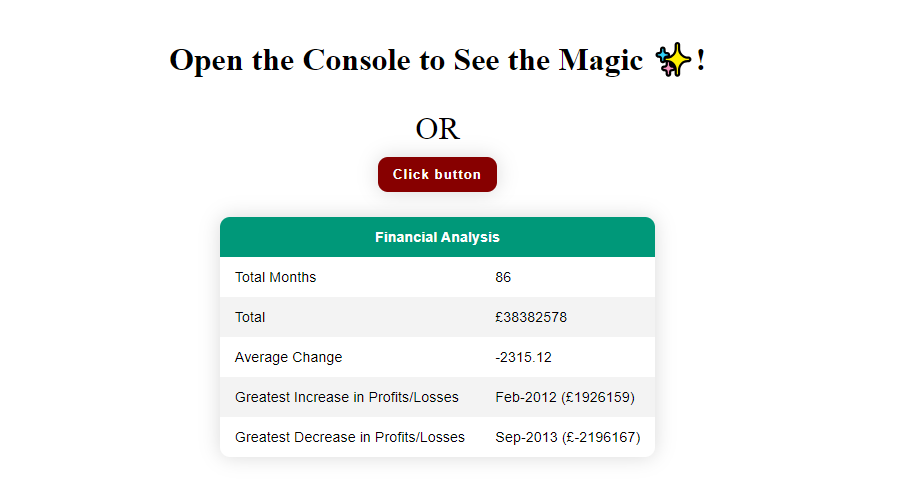 Open the Console to See the Magic ✨!
OR
Click button
Financial Analysis
Total Months 86
Total £38382578
Average Change -2315.12
Greatest Increase in Profits/Losses Feb-2012 (£1926159)
Greatest Decrease in Profits/Losses Sep-2013 (£-2196167)